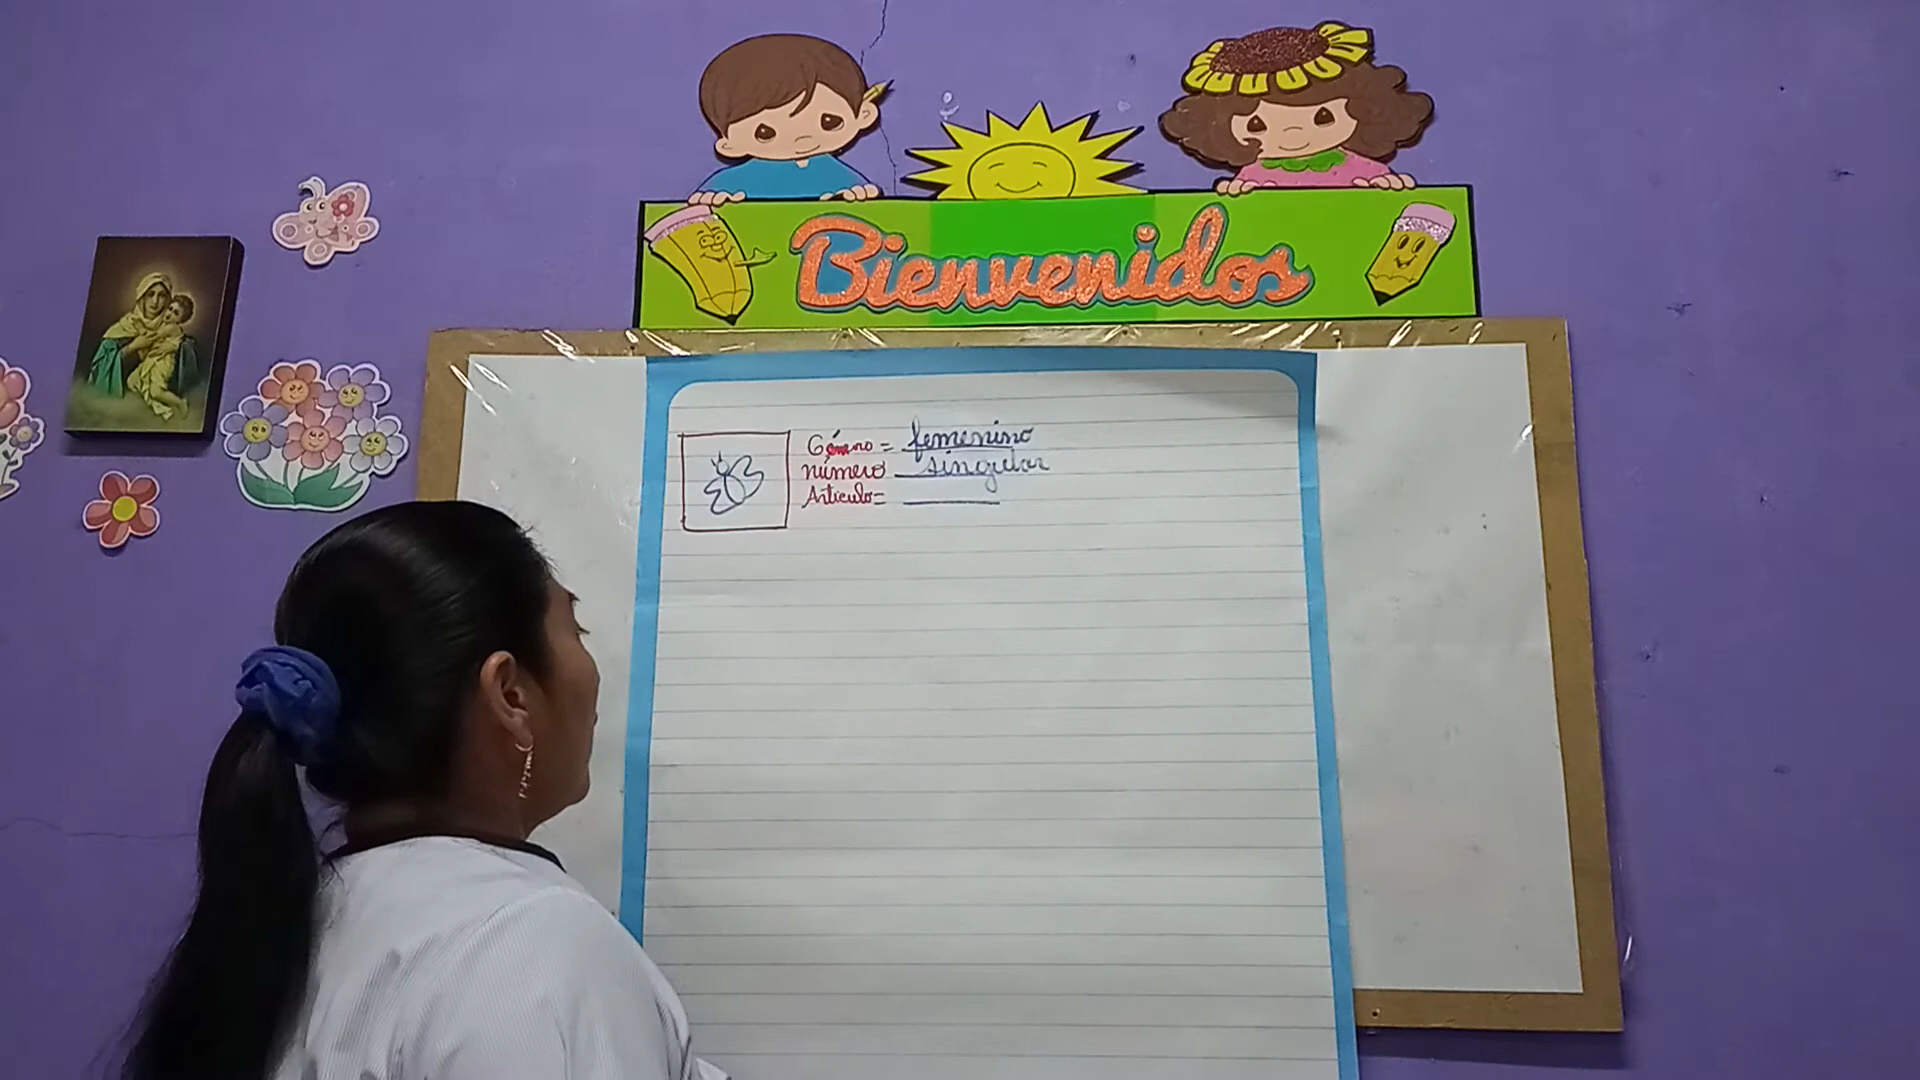 Bienvenidos
Género = femenino
número singular
Artículo =